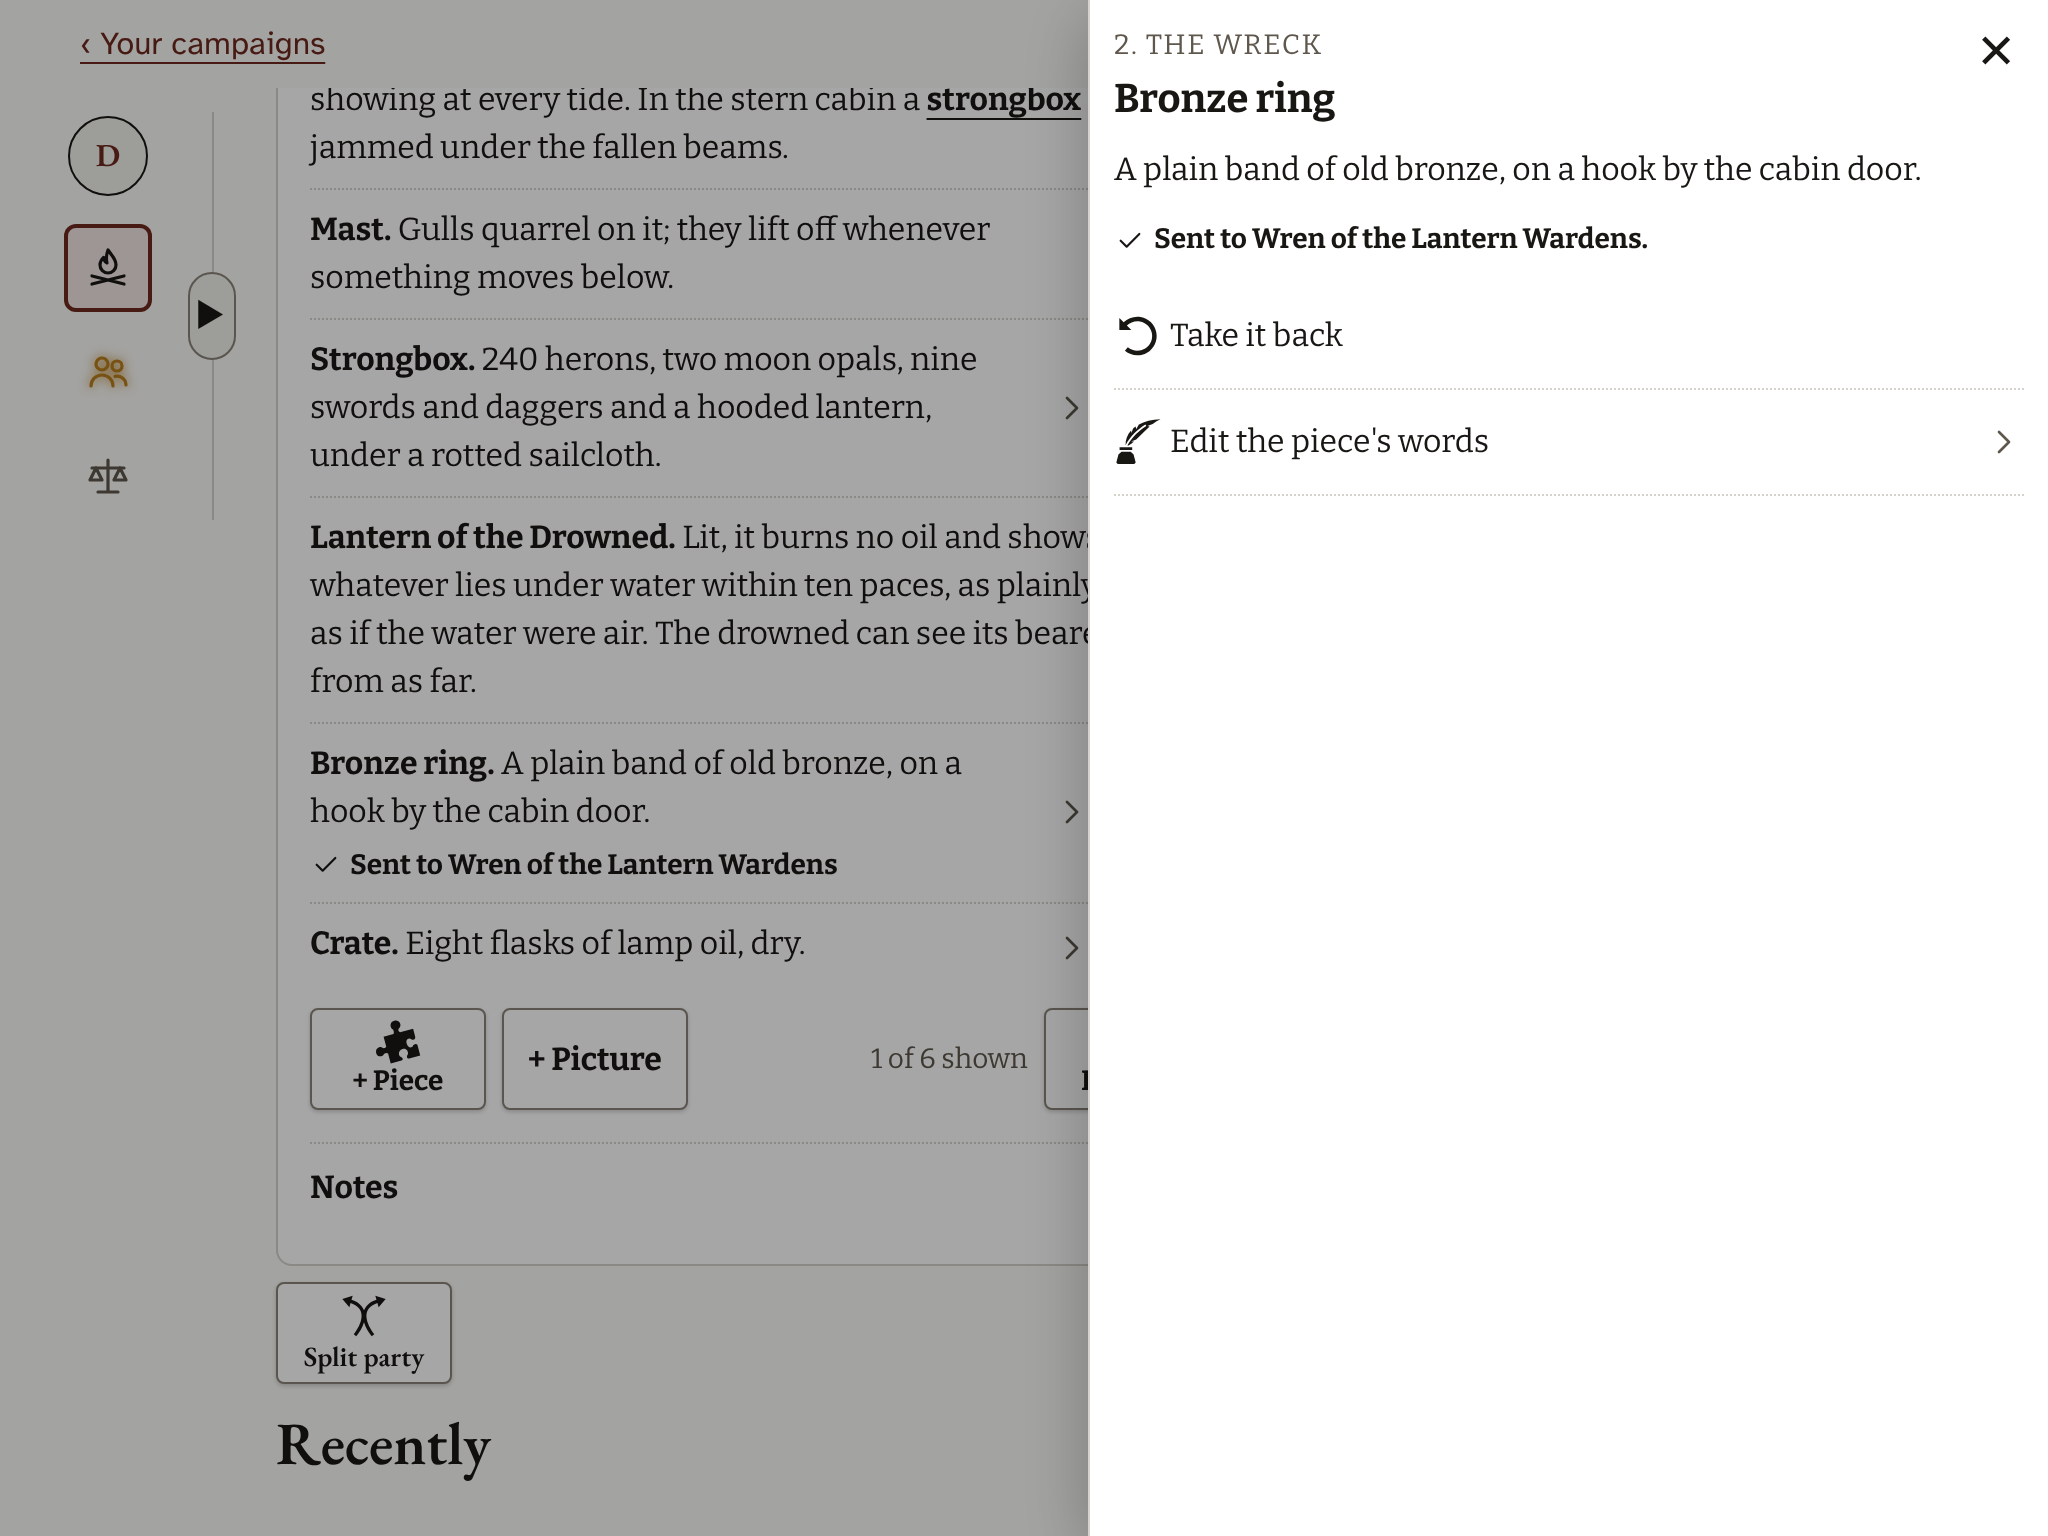 ‹ Your campaigns
D
showing at every tide. In the stern cabin a strongbox
jammed under the fallen beams.
Mast. Gulls quarrel on it; they lift off whenever
something moves below.
Strongbox. 240 herons, two moon opals, nine
swords and daggers and a hooded lantern,
under a rotted sailcloth.
Lantern of the Drowned. Lit, it burns no oil and shows
whatever lies under water within ten paces, as plainly
as if the water were air. The drowned can see its
from as far.
Bronze ring. A plain band of old bronze, on a
hook by the cabin door.
Sent to Wren of the Lantern Wardens
Crate. Eight flasks of lamp oil, dry.
+ Piece
+ Picture
1 of 6 shown
Notes
Split party
Recently
2. THE WRECK
Bronze ring
A plain band of old bronze, on a hook by the cabin door.
Sent to Wren of the Lantern Wardens.
Take it back
Edit the piece's words